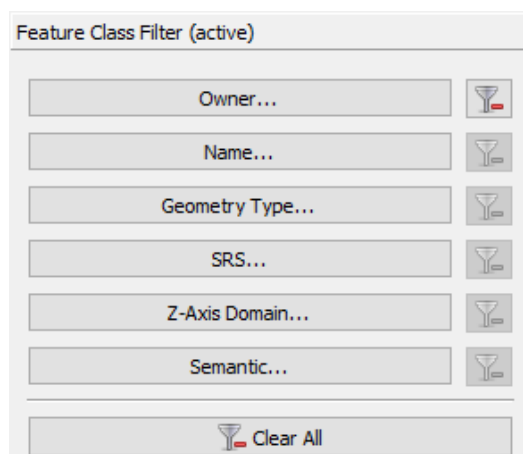 Feature Class Filter (active)
Owner...
Name...
Geometry Type...
SRS...
Z-Axis Domain...
Semantic...
Clear All